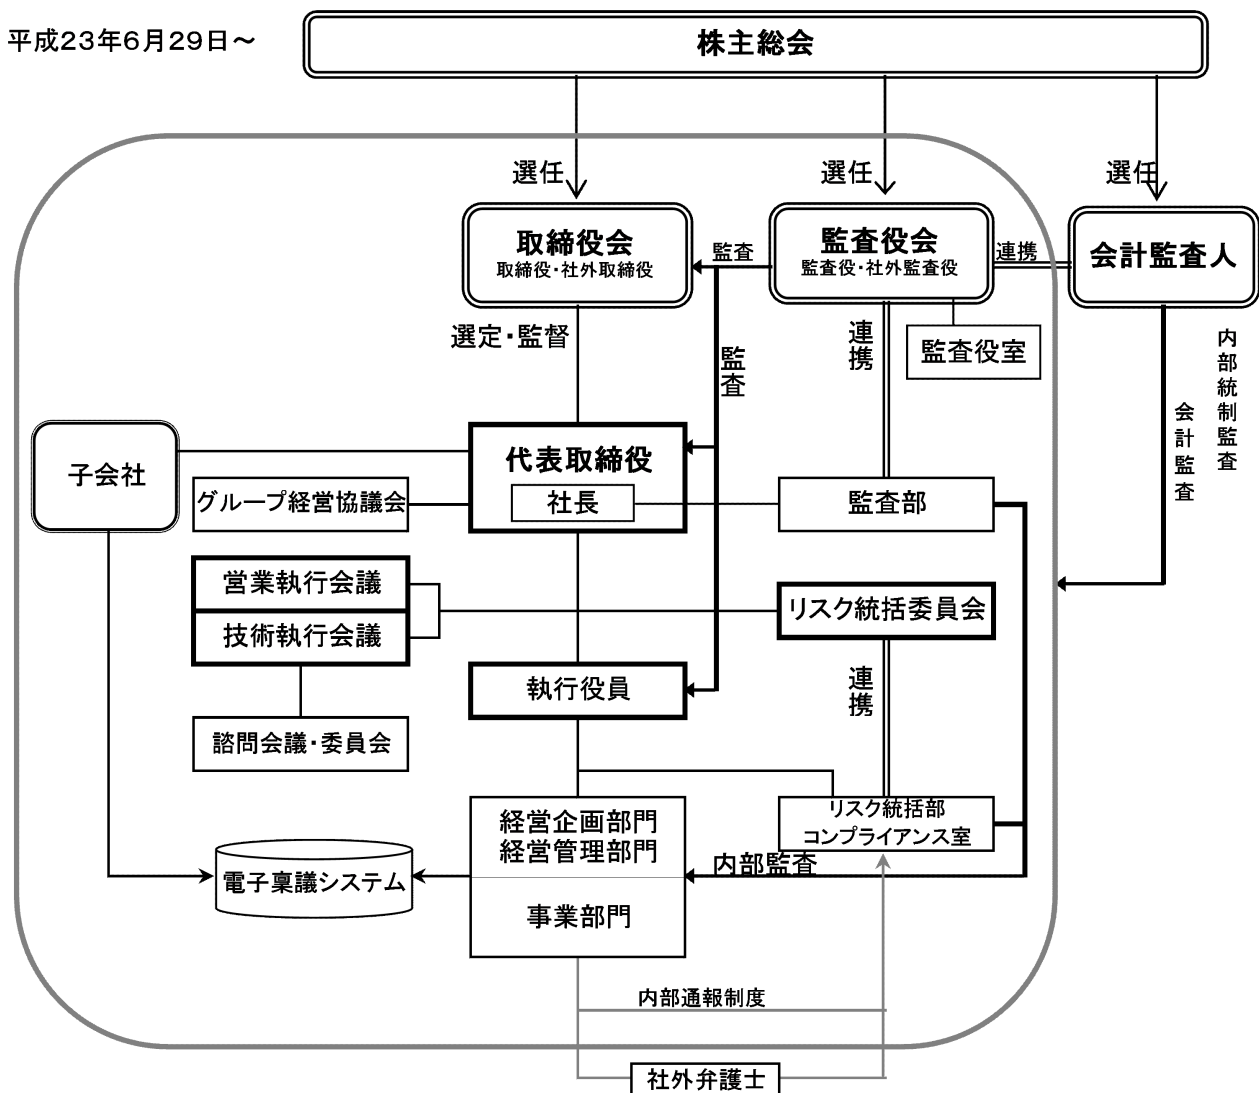 平成23年6月29日～
株主総会
選任
選任
選任
取締役会
取締役・社外取締役
監査
監査役会
監査役・社外監査役
連携
会計監査人
選定・監督
監査
連携
監査役室
内部統制監査
会計監査
子会社
代表取締役
社長
グループ経営協議会
監査部
営業執行会議
技術執行会議
リスク統括委員会
執行役員
連携
諮問会議・委員会
経営企画部門
経営管理部門
事業部門
リスク統括部
コンプライアンス室
内部監査
電子稟議システム
内部通報制度
社外弁護士